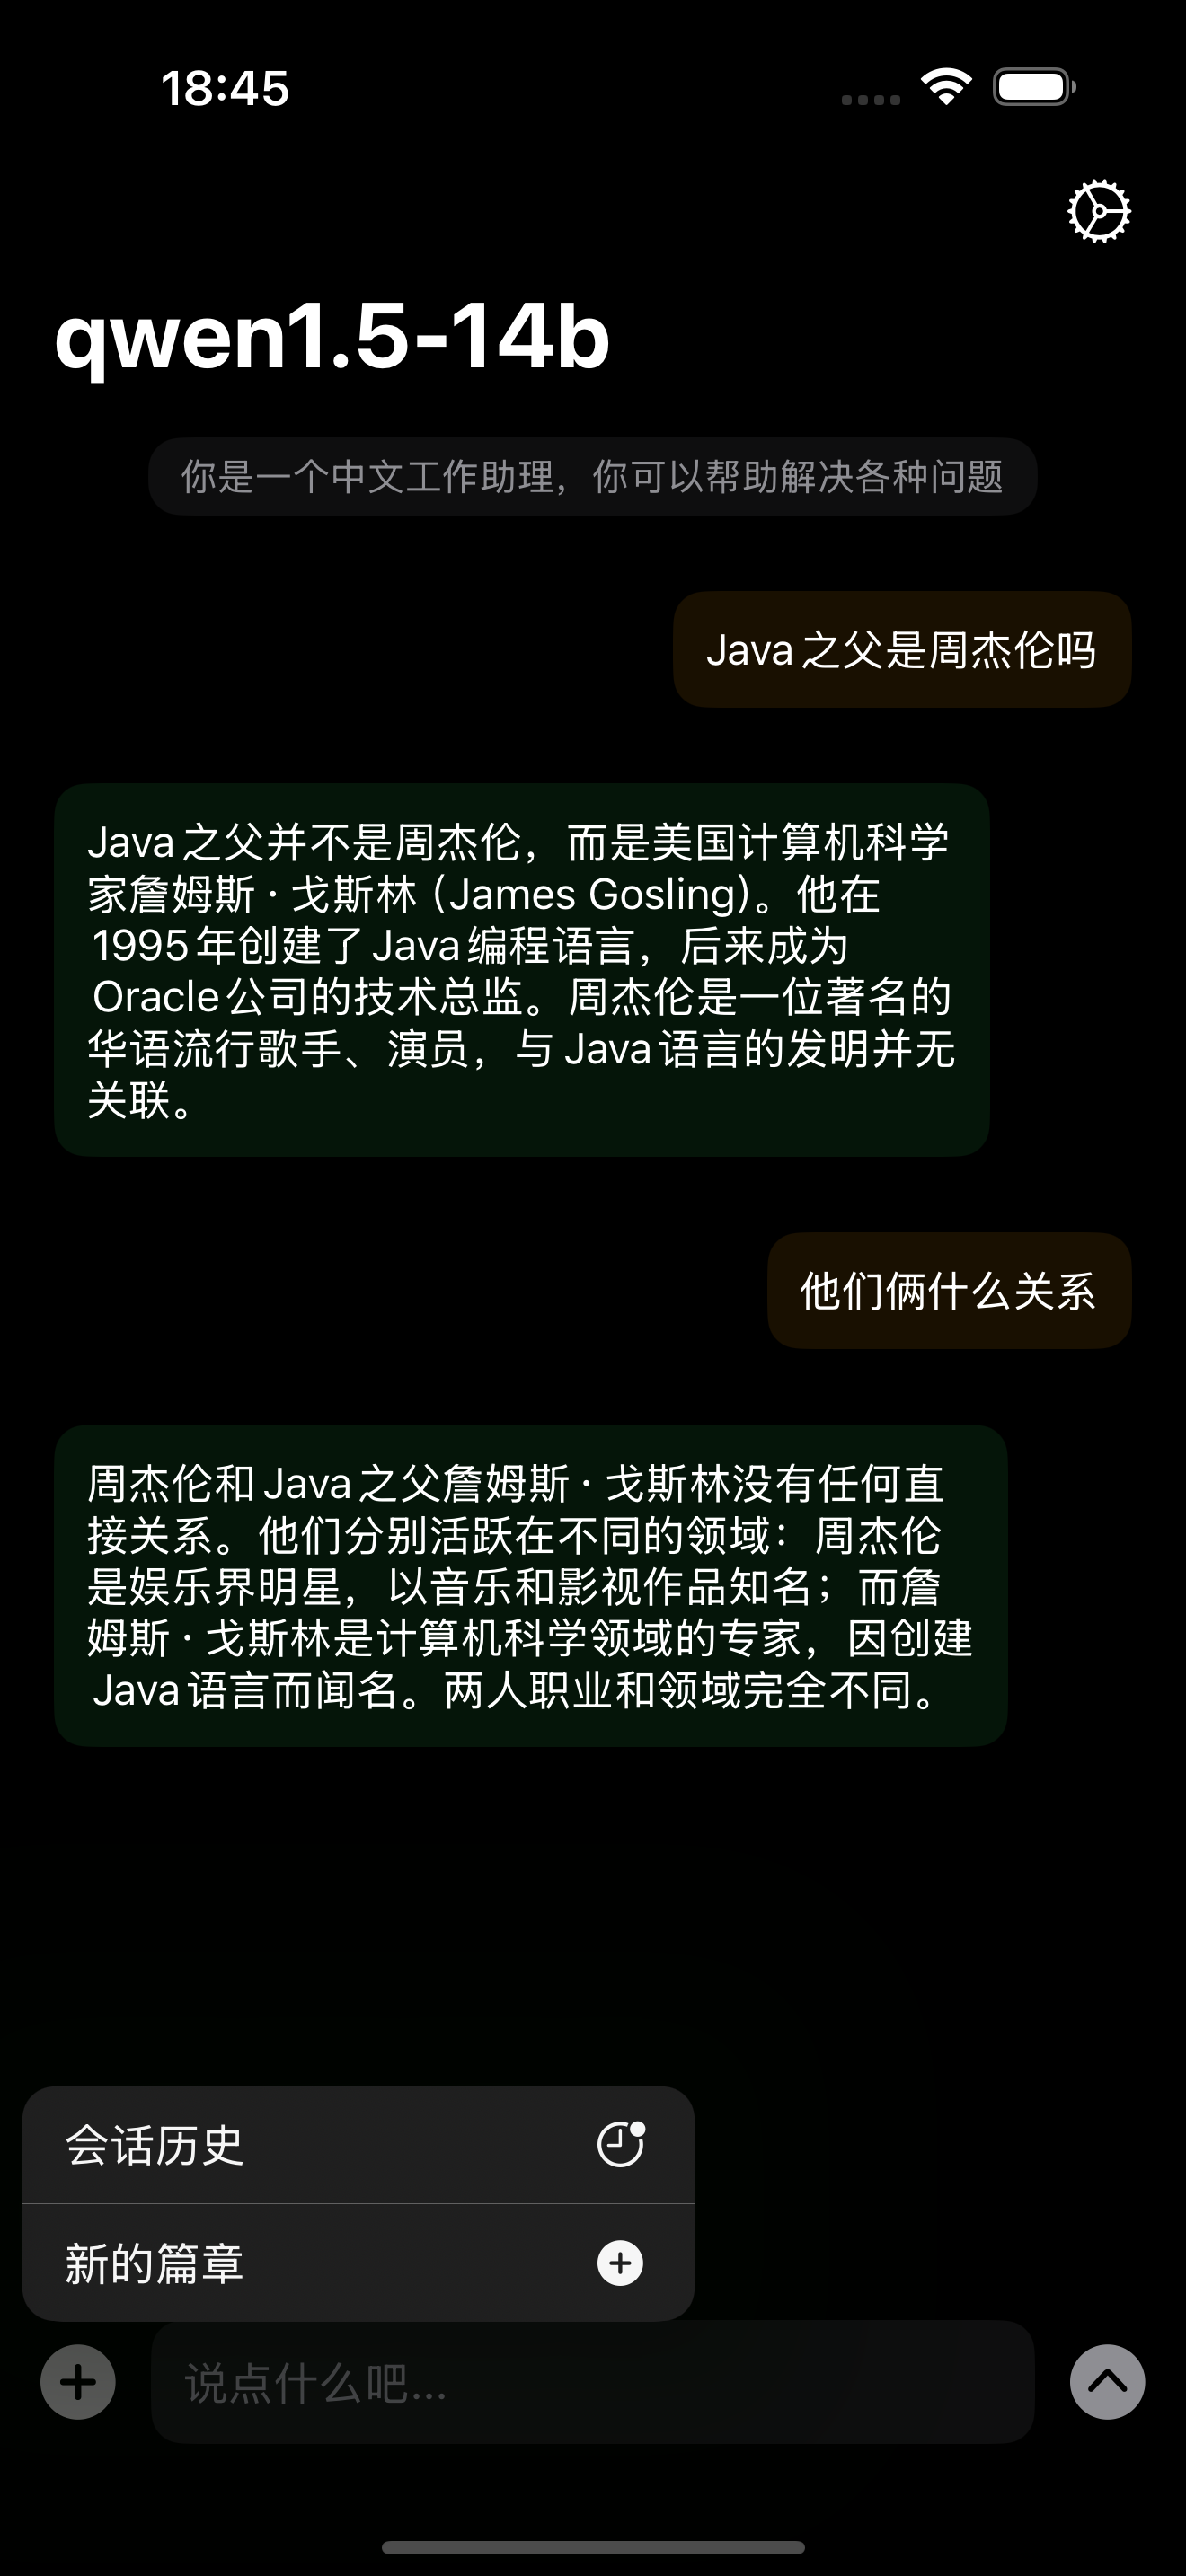 18:45
qwen1.5-14b
你是一个中文工作助理，你可以帮助解决各种问题
Java 之父是周杰伦吗
Java 之父并不是周杰伦，而是美国计算机科学
家詹姆斯 · 戈斯林 (James Gosling)。他在
1995 年创建了 Java 编程语言，后来成为
Oracle 公司的技术总监。周杰伦是一位著名的
华语流行歌手、演员，与 Java 语言的发明并无
关联。
他们俩什么关系
周杰伦和 Java 之父詹姆斯 · 戈斯林没有任何直
接关系。他们分别活跃在不同的领域：周杰伦
是娱乐界明星，以音乐和影视作品知名；而詹
姆斯 · 戈斯林是计算机科学领域的专家，因创建
Java 语言而闻名。两人职业和领域完全不同。
会话历史
新的篇章
说点什么吧...